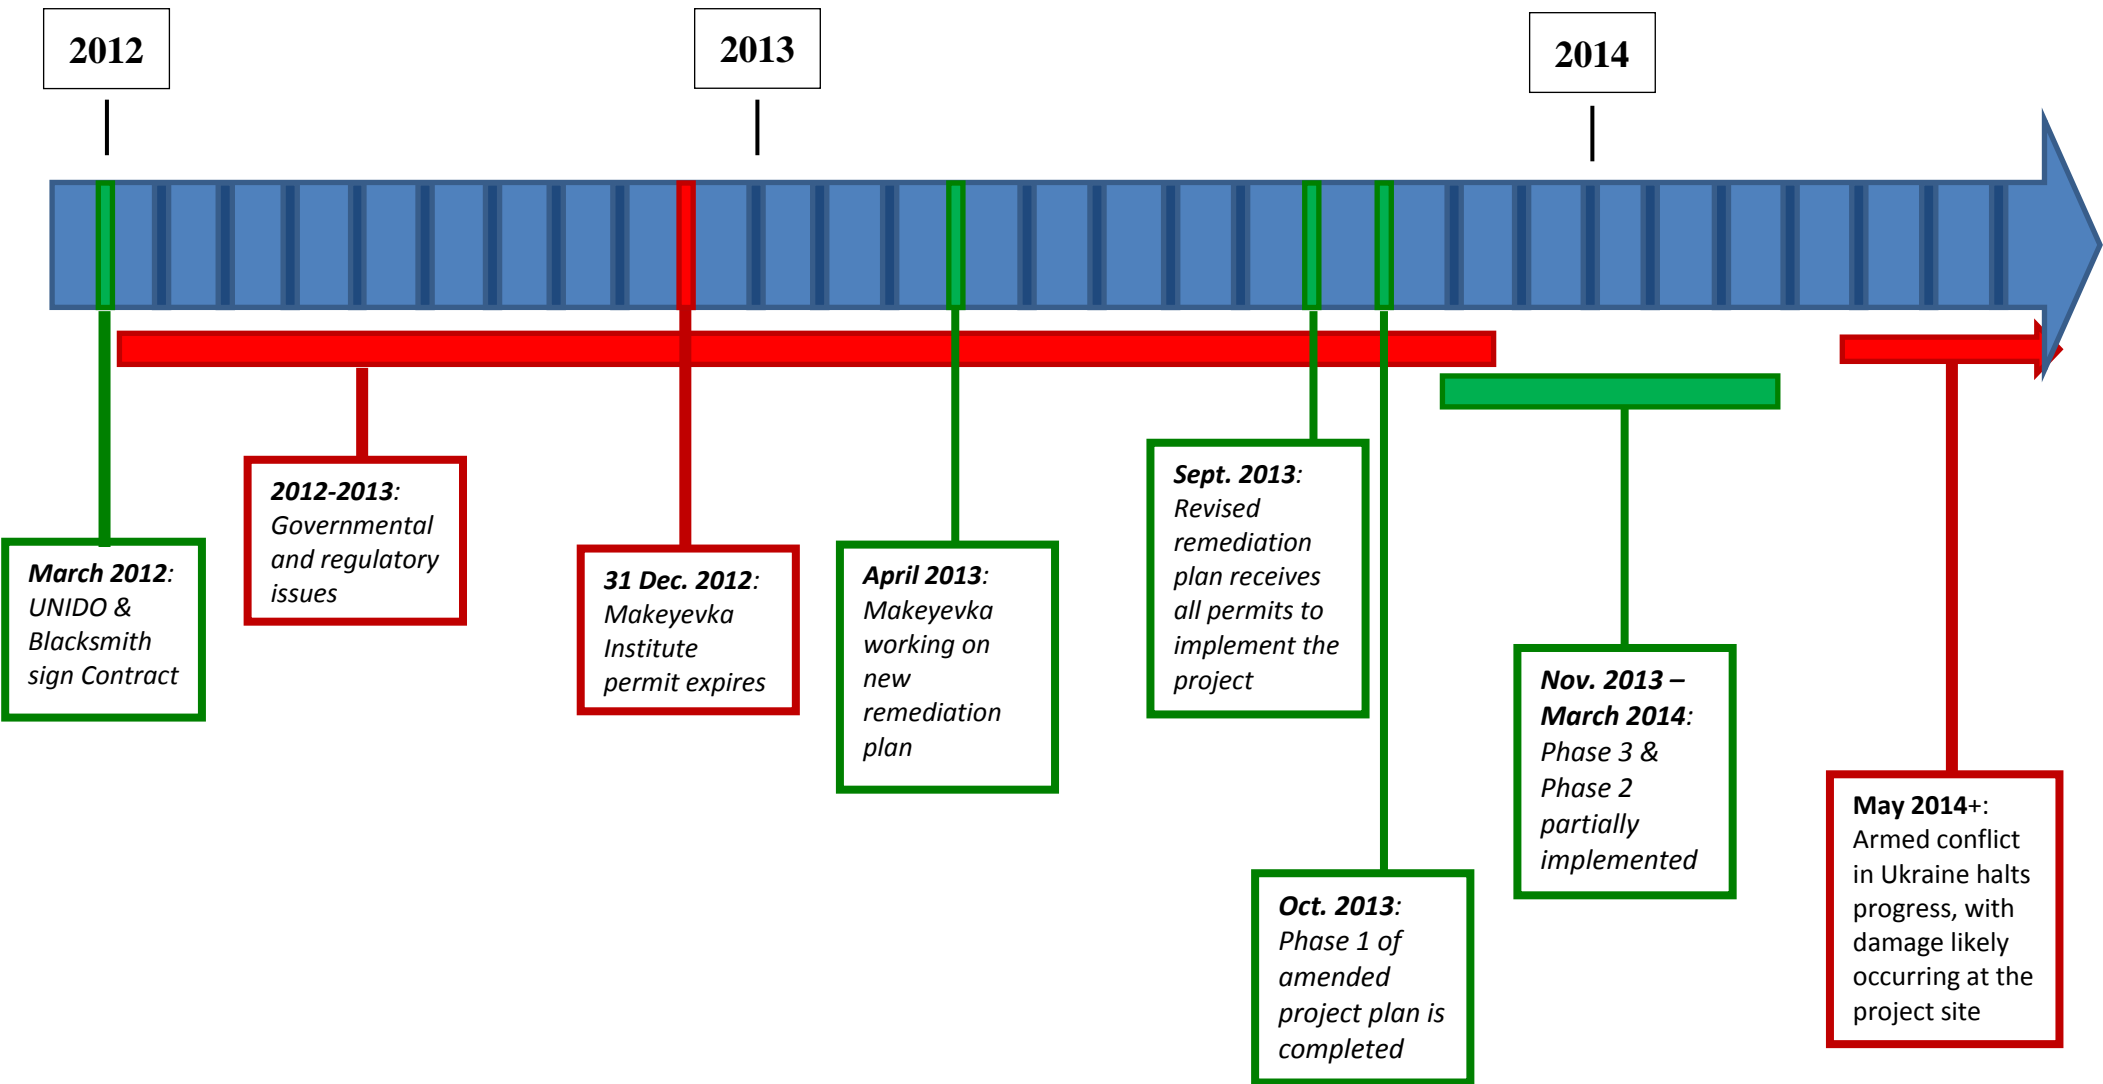 2012
2013
2014
March 2012:
UNIDO &
Blacksmith
sign Contract
2012-2013:
Governmental
and regulatory
issues
31 Dec. 2012:
Makeyevka
Institute
permit expires
April 2013:
Makeyevka
working on
new
remediation
plan
Sept. 2013:
Revised
remediation
plan receives
all permits to
implement the
project
Oct. 2013:
Phase 1 of
amended
project plan is
completed
Nov. 2013 –
March 2014:
Phase 3 &
Phase 2
partially
implemented
May 2014+:
Armed conflict
in Ukraine halts
progress, with
damage likely
occurring at the
project site